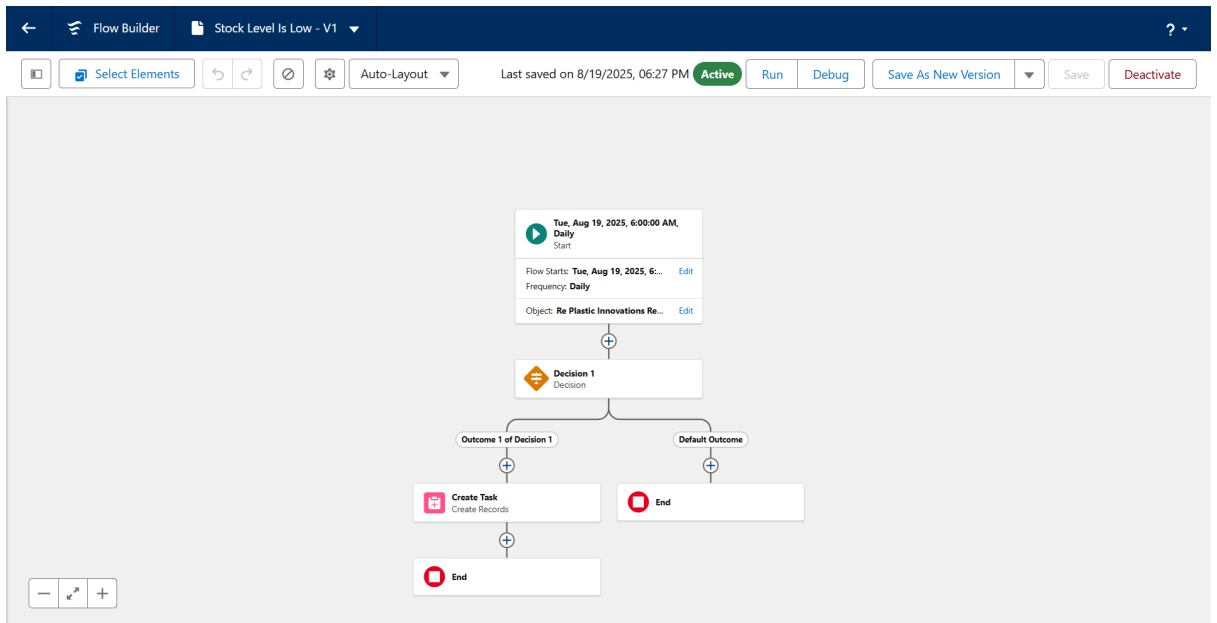 Flow Builder
Stock Level Is Low - V1
?
Select Elements
Auto-Layout
Last saved on 8/19/2025, 06:27 PM
Active
Run
Debug
Save As New Version
Save
Deactivate
Tue, Aug 19, 2025, 6:00:00 AM,
Daily
Start
Flow Starts: Tue, Aug 19, 2025, 6:... Edit
Frequency: Daily
Object: Re Plastic Innovations Re... Edit
Decision 1
Decision
Outcome 1 of Decision 1
Default Outcome
Create Task
Create Records
End
End